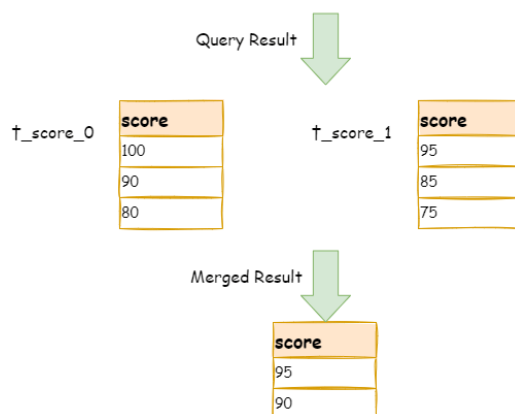 Query Result
t_score_0
score
100
90
80
t_score_1
score
95
85
75
Merged Result
score
95
90